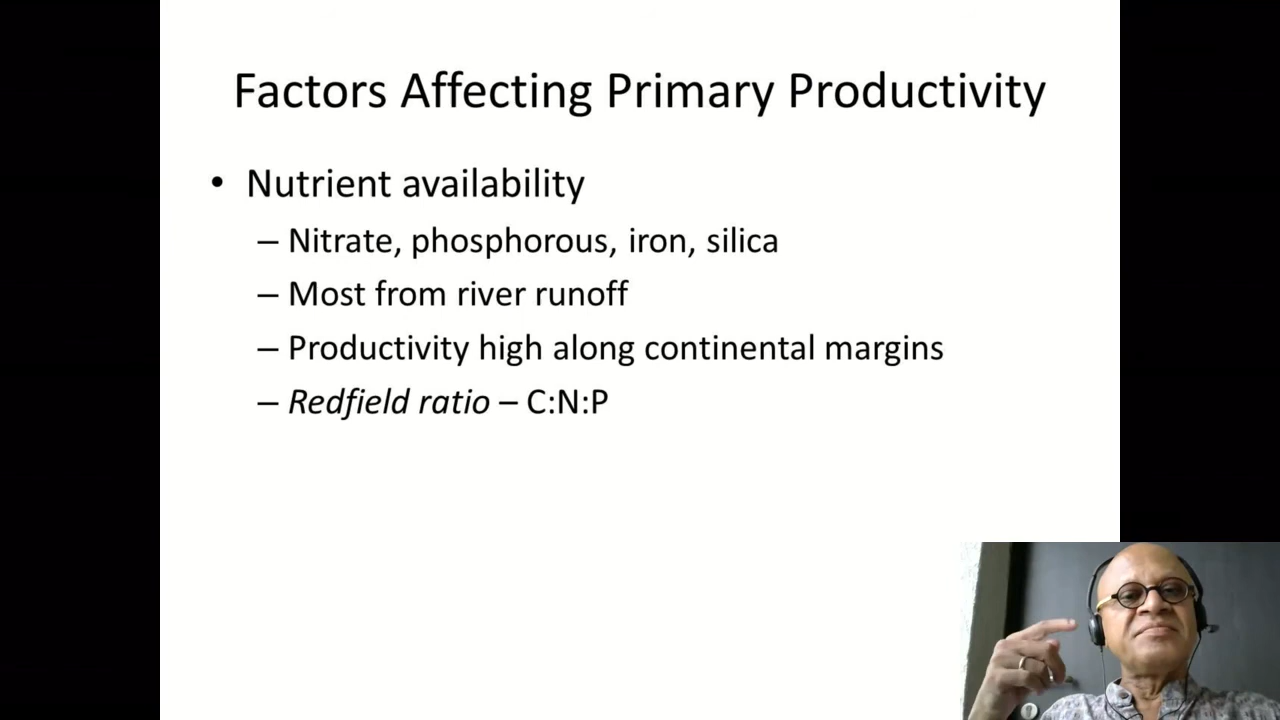 Factors Affecting Primary Productivity
• Nutrient availability
– Nitrate, phosphorous, iron, silica
– Most from river runoff
– Productivity high along continental margins
– Redfield ratio – C:N:P